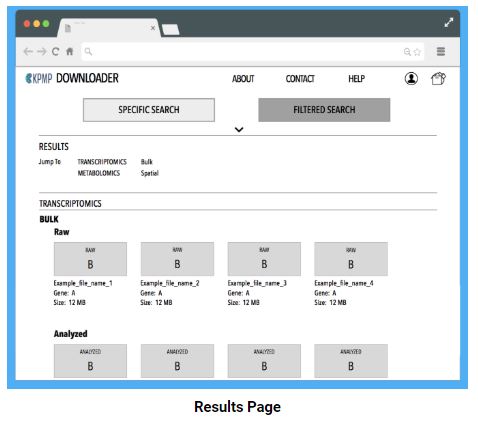 KPMP DOWNLOADER ABOUT CONTACT HELP
SPECIFIC SEARCH FILTERED SEARCH
RESULTS
Jump To TRANSCRIPTOMICS Bulk
METABOLOMICS Spatial
TRANSCRIPTOMICS
BULK
Raw
RAW RAW RAW RAW
B B B B
Example_file_name_1 Example_file_name_2 Example_file_name_3 Example_file_name_4
Gene: A Gene: A Gene: A Gene: A
Size: 12 MB Size: 12 MB Size: 12 MB Size: 12 MB
Analyzed
ANALYZED ANALYZED ANALYZED ANALYZED
B B B B
Results Page